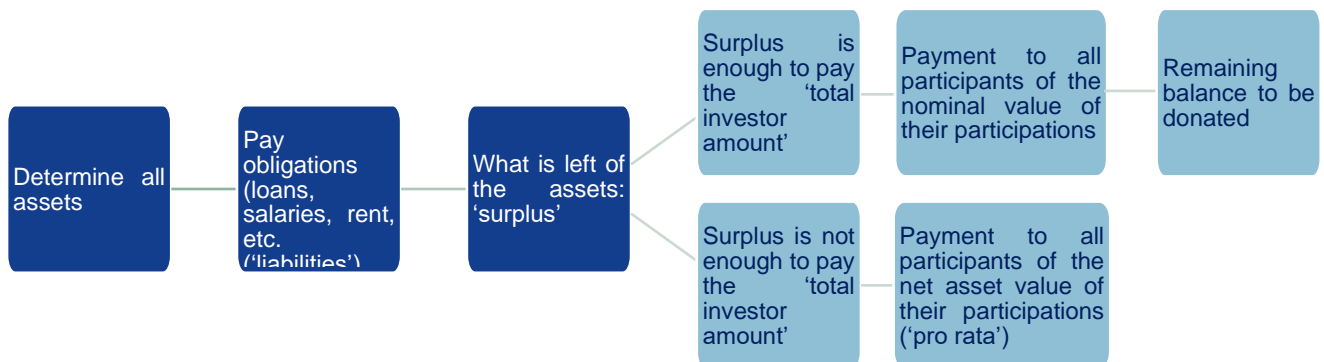 Determine all
assets
Pay
obligations
(loans,
salaries, rent,
etc.
(‘liabilities’)
What is left of
the assets:
‘surplus’
Surplus is
enough to pay
the ‘total
investor
amount’
Payment to all
participants of the
nominal value of
their participations
Remaining
balance to be
donated
Surplus is not
enough to pay
the ‘total
investor
amount’
Payment to all
participants of the
net asset value of
their participations
(‘pro rata’)